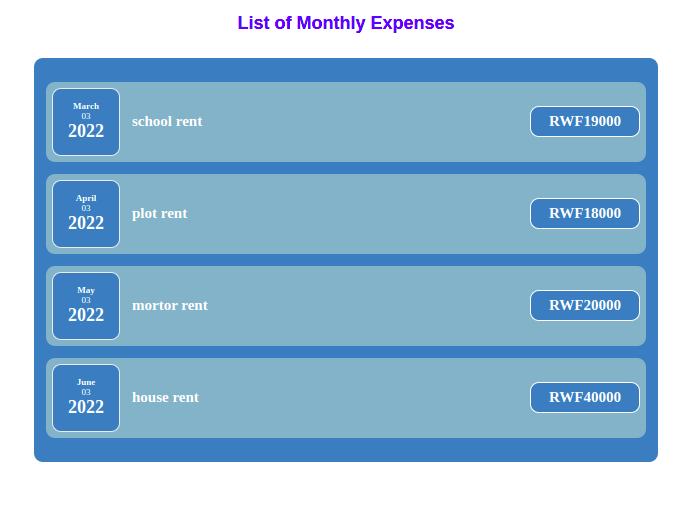 List of Monthly Expenses
March
03
2022
school rent
RWF19000
April
03
2022
plot rent
RWF18000
May
03
2022
mortor rent
RWF20000
June
03
2022
house rent
RWF40000